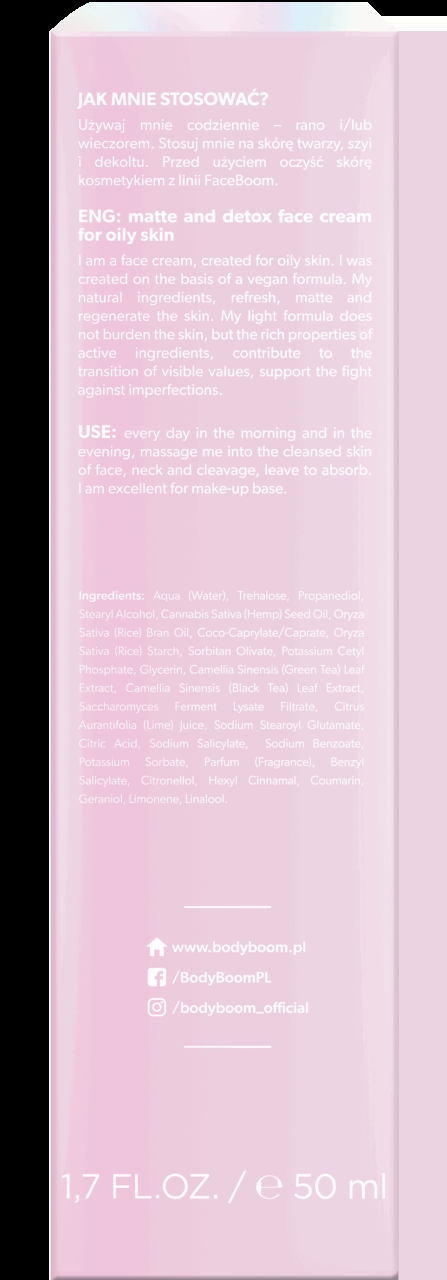 JAK MNIE STOSOWAĆ?
Używaj mnie codziennie – rano i/lub
wieczorem. Stosuj mnie na skórę twarzy, szyi
i dekoltu. Przed użyciem oczyść skórę
kosmetykiem z linii FaceBoom.
ENG: matte and detox face cream
for oily skin
I am a face cream, created for oily skin. I was
created on the basis of a vegan formula. My
natural ingredients, refresh, matte and
regenerate the skin. My light formula does
not burden the skin, but the rich properties of
active ingredients, contribute to the
transition of visible values, support the fight
against imperfections.
USE: every day in the morning and in the
evening, massage me into the cleansed skin
of face, neck and cleavage, leave to absorb.
I am excellent for make-up base.
Ingredients: Aqua (Water), Trehalose, Propanediol,
Stearyl Alcohol, Cannabis Sativa (Hemp) Seed Oil, Oryza
Sativa (Rice) Bran Oil, Coco-Caprylate/Caprate, Oryza
Sativa (Rice) Starch, Sorbitan Olivate, Potassium Cetyl
Phosphate, Glycerin, Camellia Sinensis (Green Tea) Leaf
Extract, Camellia Sinensis (Black Tea) Leaf Extract,
Saccharomyces Ferment Lysate Filtrate, Citrus
Aurantifolia (Lime) Juice, Sodium Stearoyl Glutamate,
Citric Acid, Sodium Salicylate, Sodium Benzoate,
Potassium Sorbate, Parfum (Fragrance), Benzyl
Salicylate, Citronellol, Hexyl Cinnamal, Coumarin,
Geraniol, Limonene, Linalool.
www.bodyboom.pl
/BodyBoomPL
/bodyboom_official
1,7 FL.OZ. / ℮ 50 ml